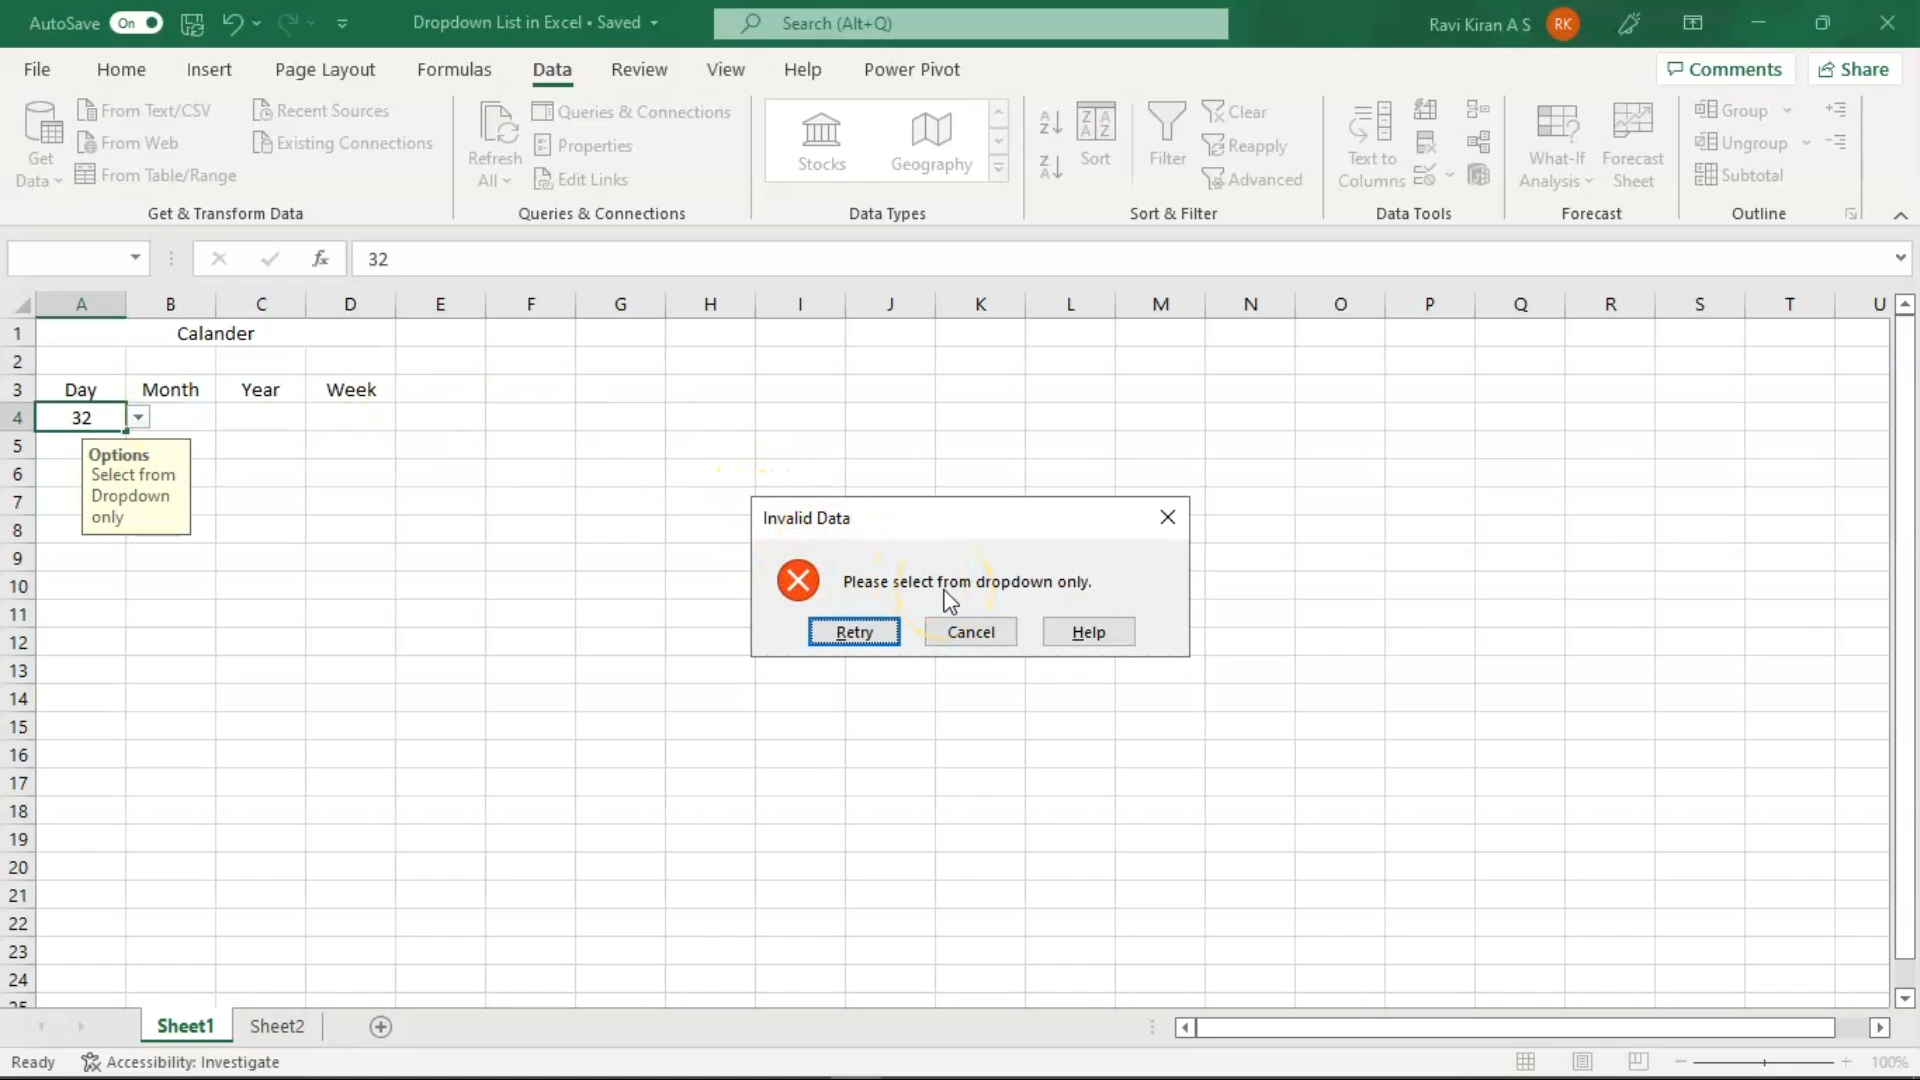 AutoSave On Dropdown List in Excel • Saved Search (Alt+Q) Ravi Kiran A S RK
File Home Insert Page Layout Formulas Data Review View Help Power Pivot Comments Share
Get Data
From Text/CSV
From Web
From Table/Range
Recent Sources
Existing Connections
Get & Transform Data
Refresh All
Queries & Connections
Properties
Edit Links
Queries & Connections
Stocks Geography
Data Types
Sort
Filter
Clear
Reapply
Advanced
Sort & Filter
Text to
Columns
Data Tools
What-If
Analysis
Forecast
Sheet
Forecast
Group
Ungroup
Subtotal
Outline
fx 32
A B C D E F G H I J K L M N O P Q R S T U
1 Calander
2
3 Day Month Year Week
4 32
5
6
7
8
9
10
11
12
13
14
15
16
17
18
19
20
21
22
23
24
25
Options
Select from
Dropdown
only
Invalid Data
Please select from dropdown only.
Retry Cancel Help
Sheet1 Sheet2
Ready Accessibility: Investigate 100%